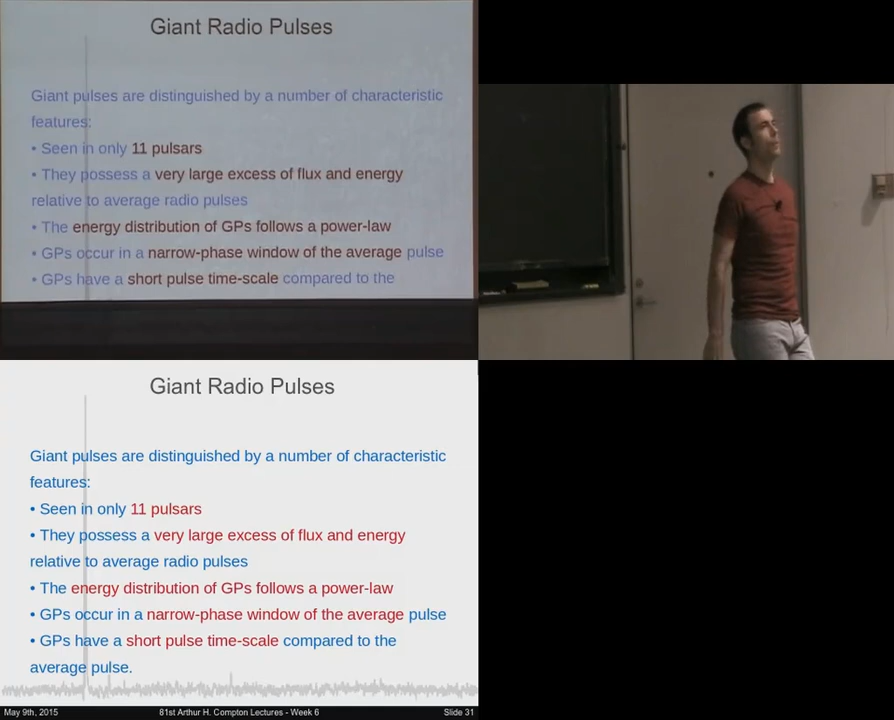 Giant Radio Pulses
Giant pulses are distinguished by a number of characteristic
features:
• Seen in only 11 pulsars
• They possess a very large excess of flux and energy
relative to average radio pulses
• The energy distribution of GPs follows a power-law
• GPs occur in a narrow-phase window of the average pulse
• GPs have a short pulse time-scale compared to the
Giant Radio Pulses
Giant pulses are distinguished by a number of characteristic
features:
• Seen in only 11 pulsars
• They possess a very large excess of flux and energy
relative to average radio pulses
• The energy distribution of GPs follows a power-law
• GPs occur in a narrow-phase window of the average pulse
• GPs have a short pulse time-scale compared to the
average pulse.
May 9th, 2015 81st Arthur H. Compton Lectures - Week 6 Slide 31